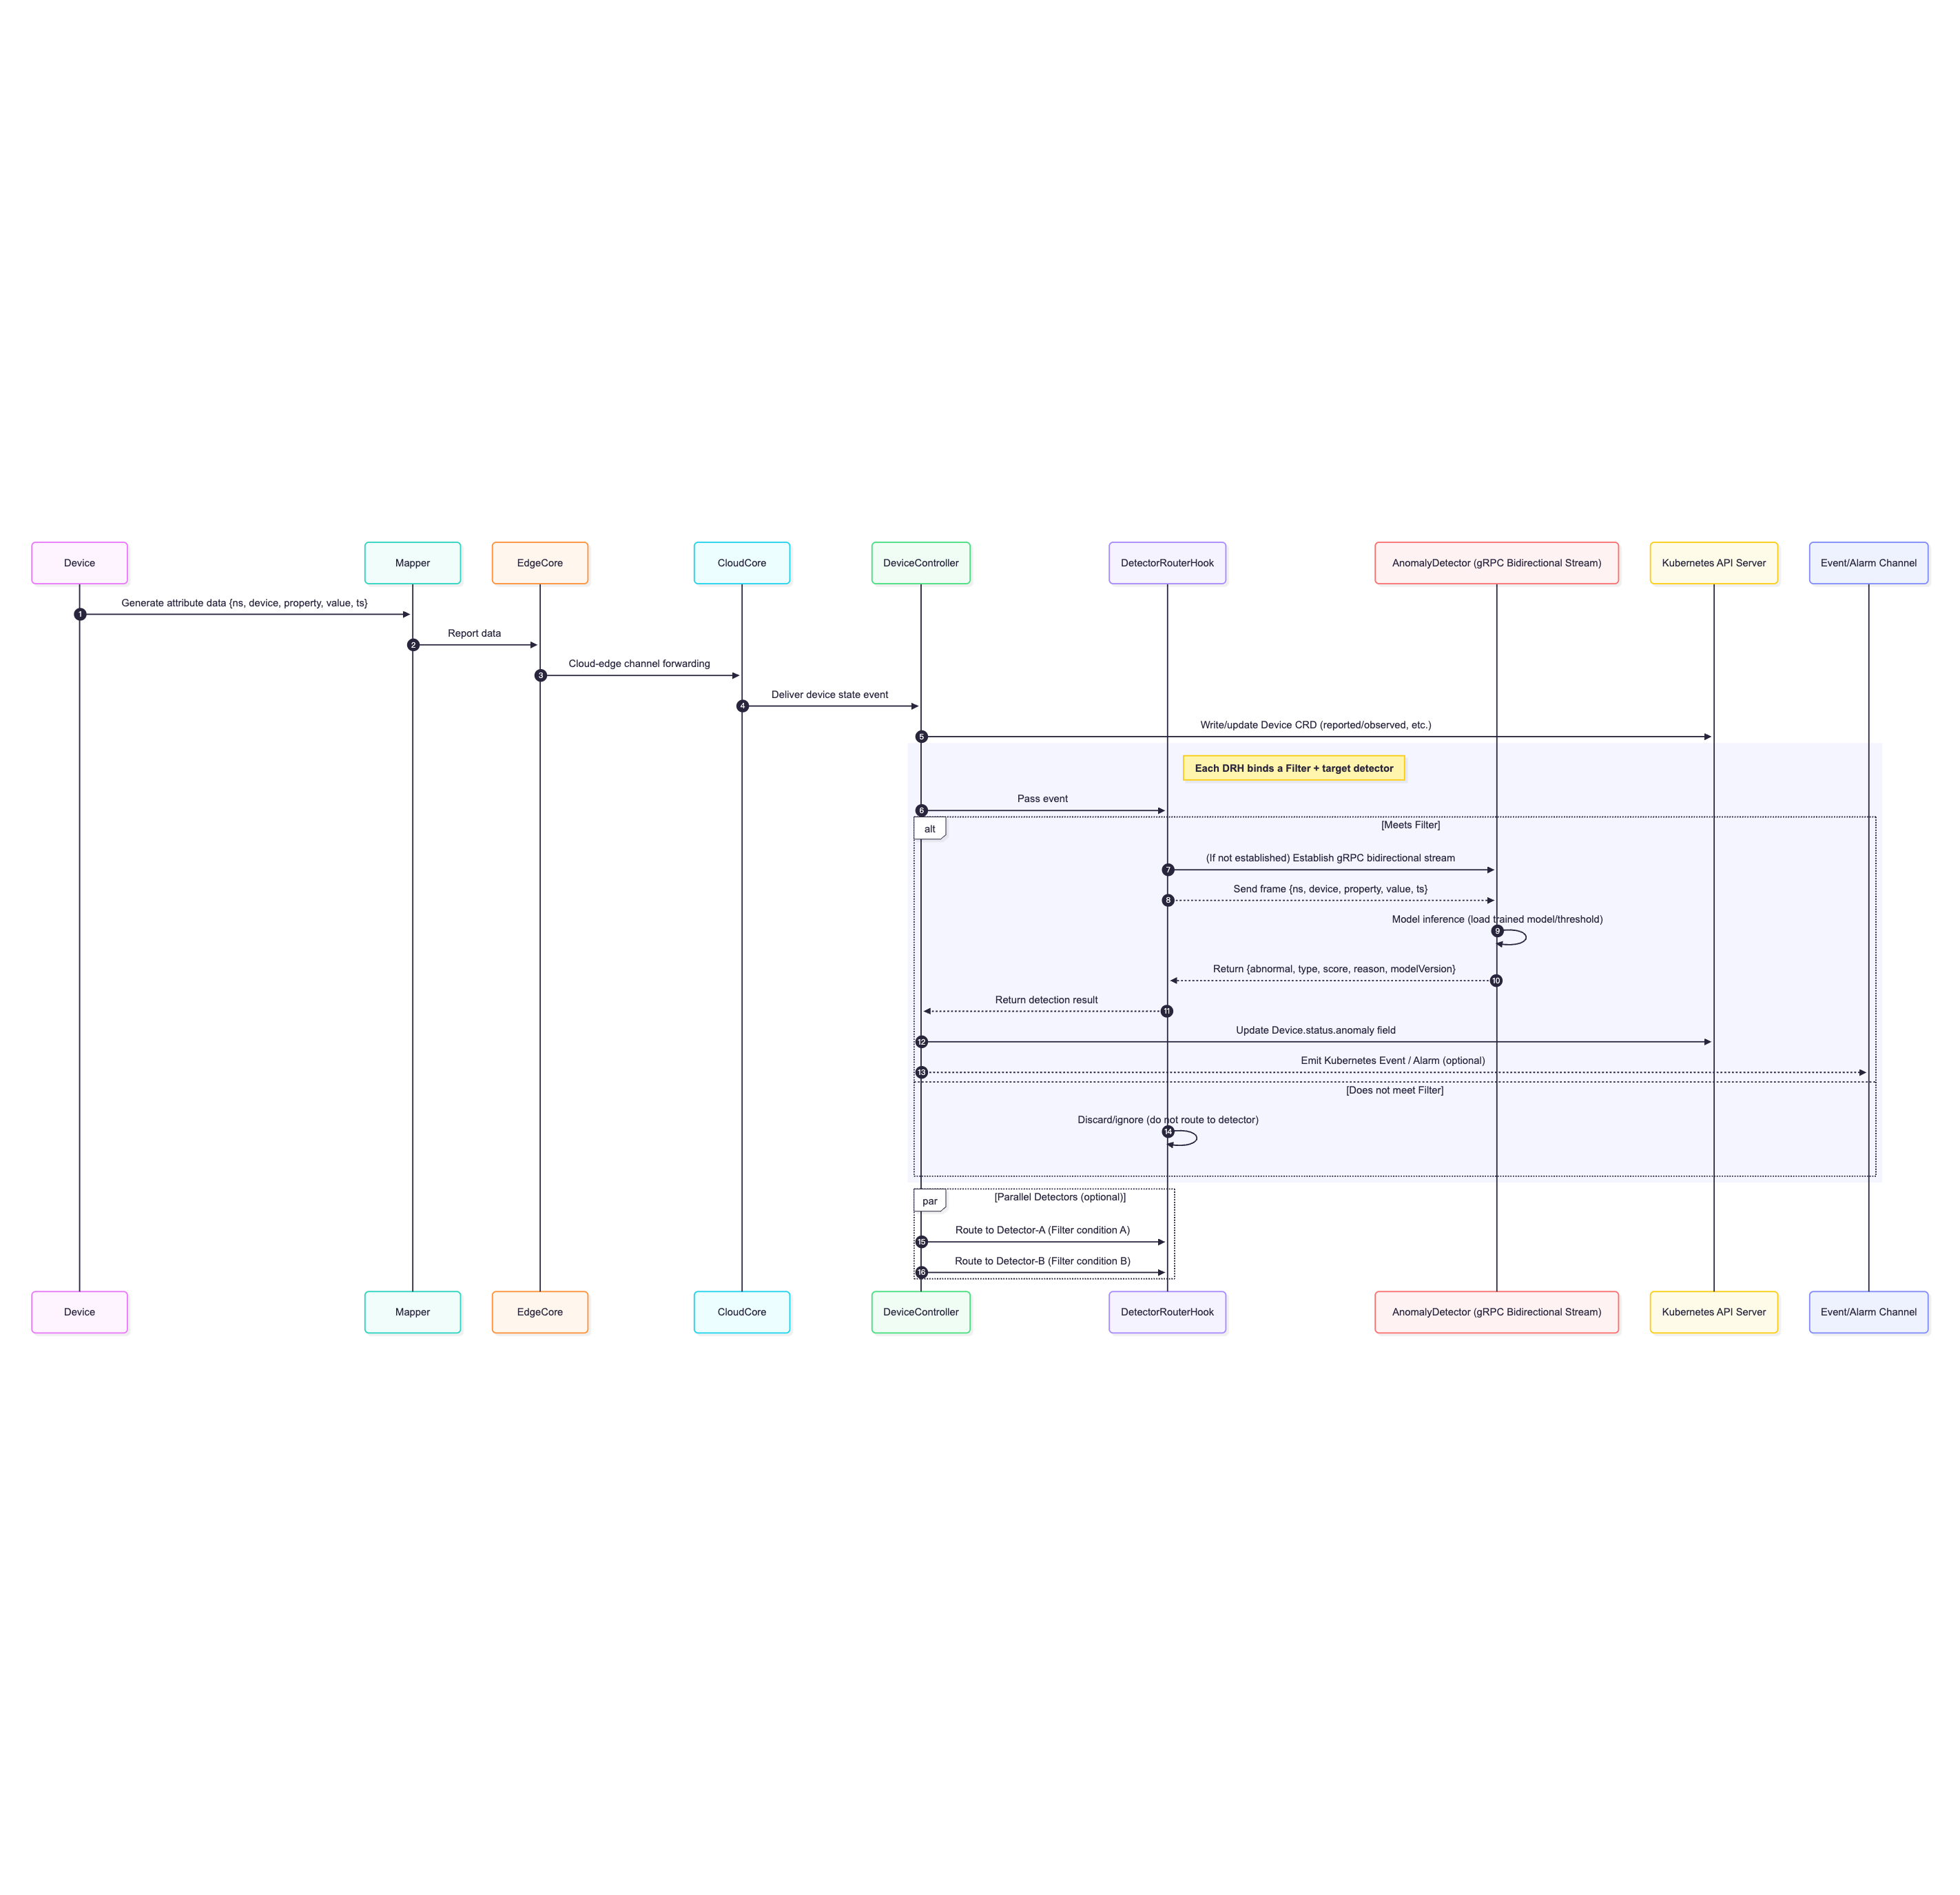 Device
Mapper
EdgeCore
CloudCore
DeviceController
DetectorRouterHook
AnomalyDetector (gRPC Bidirectional Stream)
Kubernetes API Server
Event/Alarm Channel
Generate attribute data {ns, device, property, value, ts}
1
Report data
2
Cloud-edge channel forwarding
3
Deliver device state event
4
Write/update Device CRD (reported/observed, etc.)
5
Each DRH binds a Filter + target detector
Pass event
6
alt
[Meets Filter]
(If not established) Establish gRPC bidirectional stream
7
Send frame {ns, device, property, value, ts}
8
Model inference (load trained model/threshold)
9
Return {abnormal, type, score, reason, modelVersion}
10
Return detection result
11
Update Device.status.anomaly field
12
Emit Kubernetes Event / Alarm (optional)
13
[Does not meet Filter]
Discard/ignore (do not route to detector)
14
par
[Parallel Detectors (optional)]
Route to Detector-A (Filter condition A)
15
Route to Detector-B (Filter condition B)
16
Device
Mapper
EdgeCore
CloudCore
DeviceController
DetectorRouterHook
AnomalyDetector (gRPC Bidirectional Stream)
Kubernetes API Server
Event/Alarm Channel